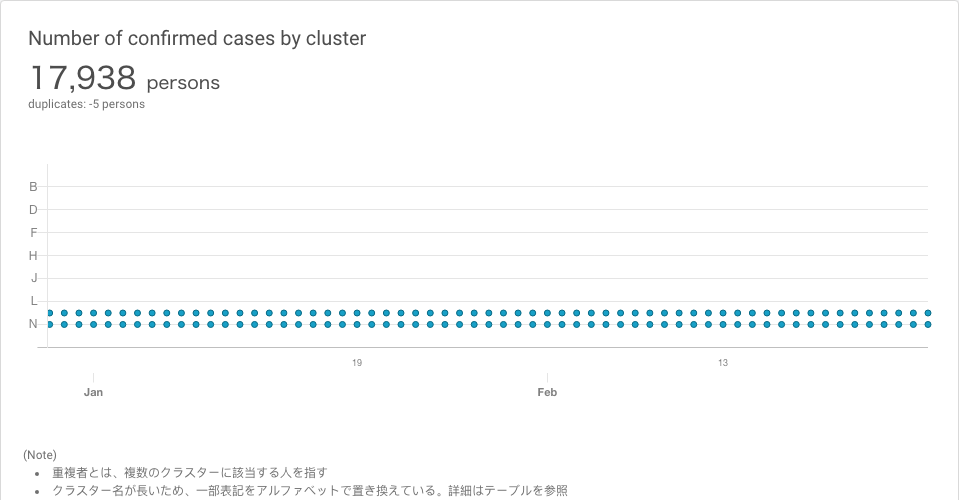 Number of confirmed cases by cluster
17,938 persons
duplicates: -5 persons
B
D
F
H
J
L
N
19
13
Jan
Feb
(Note)
• 重複者とは、複数のクラスターに該当する人を指す
• クラスター名が長いため、一部表記をアルファベットで置き換えている。詳細はテーブルを参照